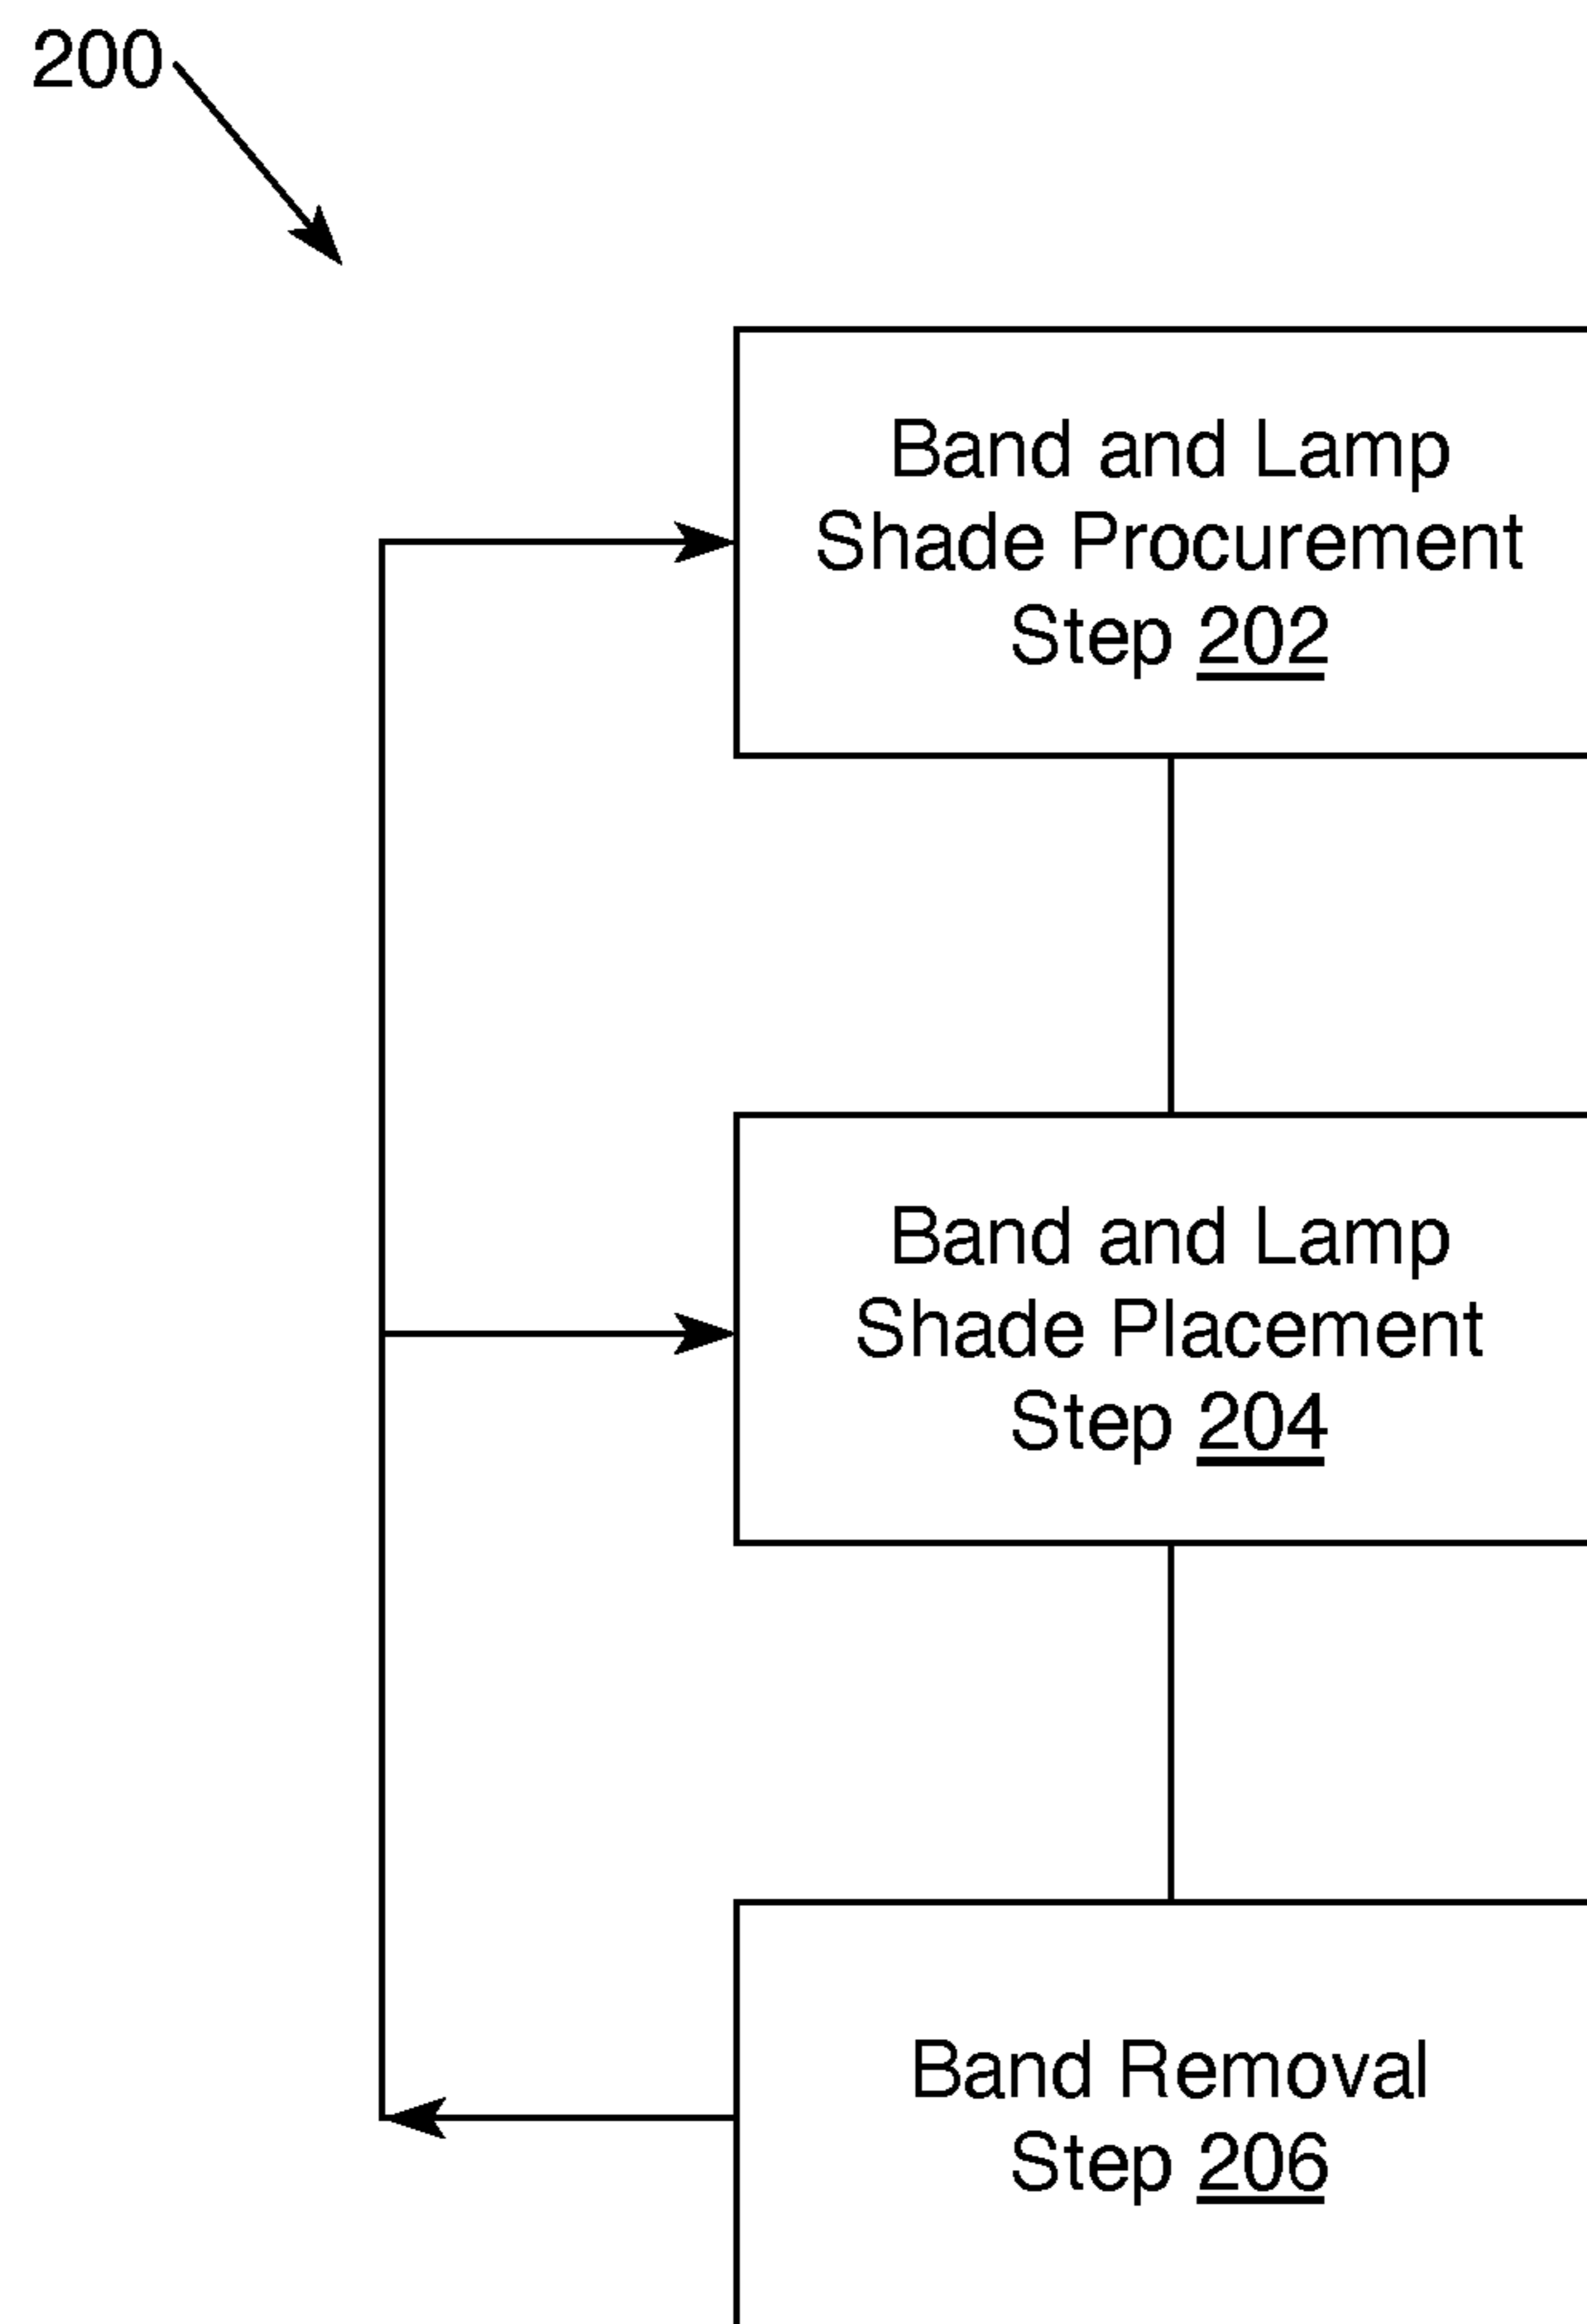 200
Band and Lamp
Shade Procurement
Step 202
Band and Lamp
Shade Placement
Step 204
Band Removal
Step 206